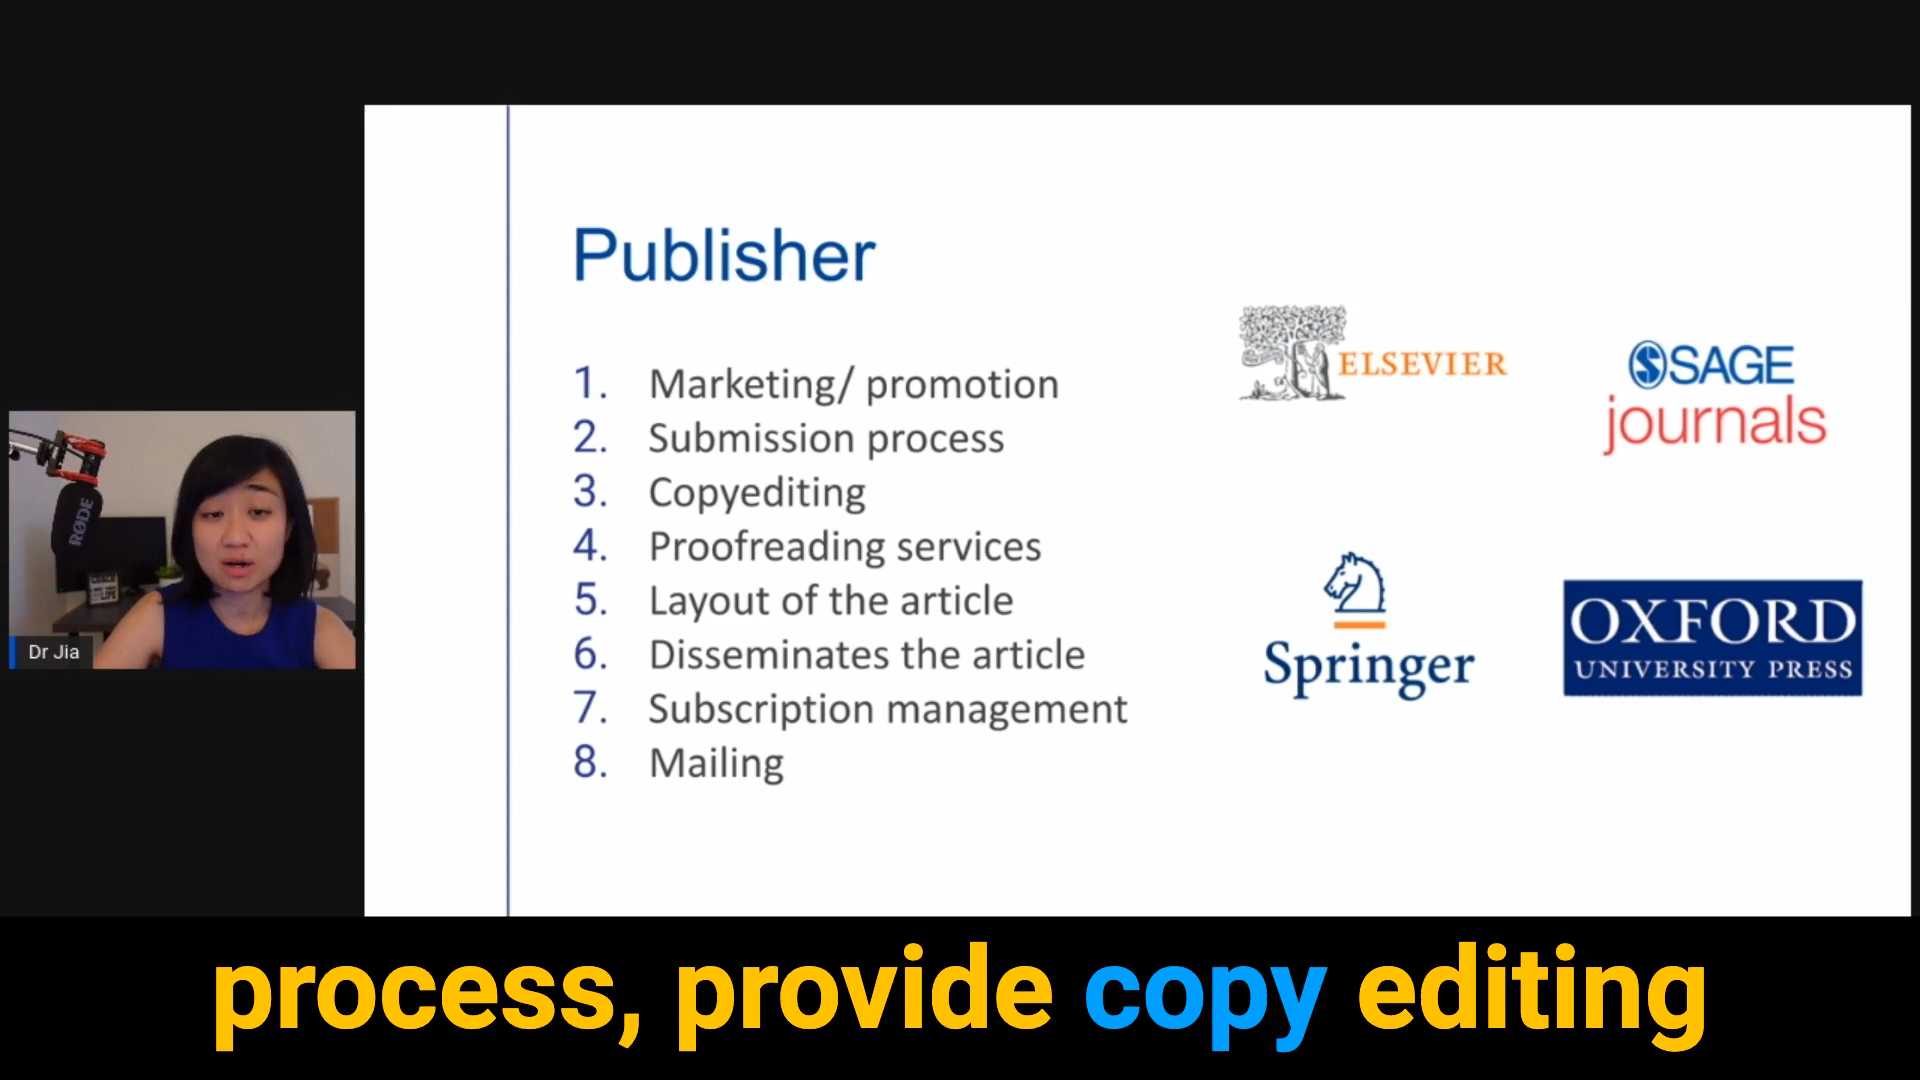 Publisher
1. Marketing/ promotion
2. Submission process
3. Copyediting
4. Proofreading services
5. Layout of the article
6. Disseminates the article
7. Subscription management
8. Mailing
ELSEVIER
SAGE
journals
Springer
OXFORD
UNIVERSITY PRESS
RØDE
Dr Jia
process, provide copy editing